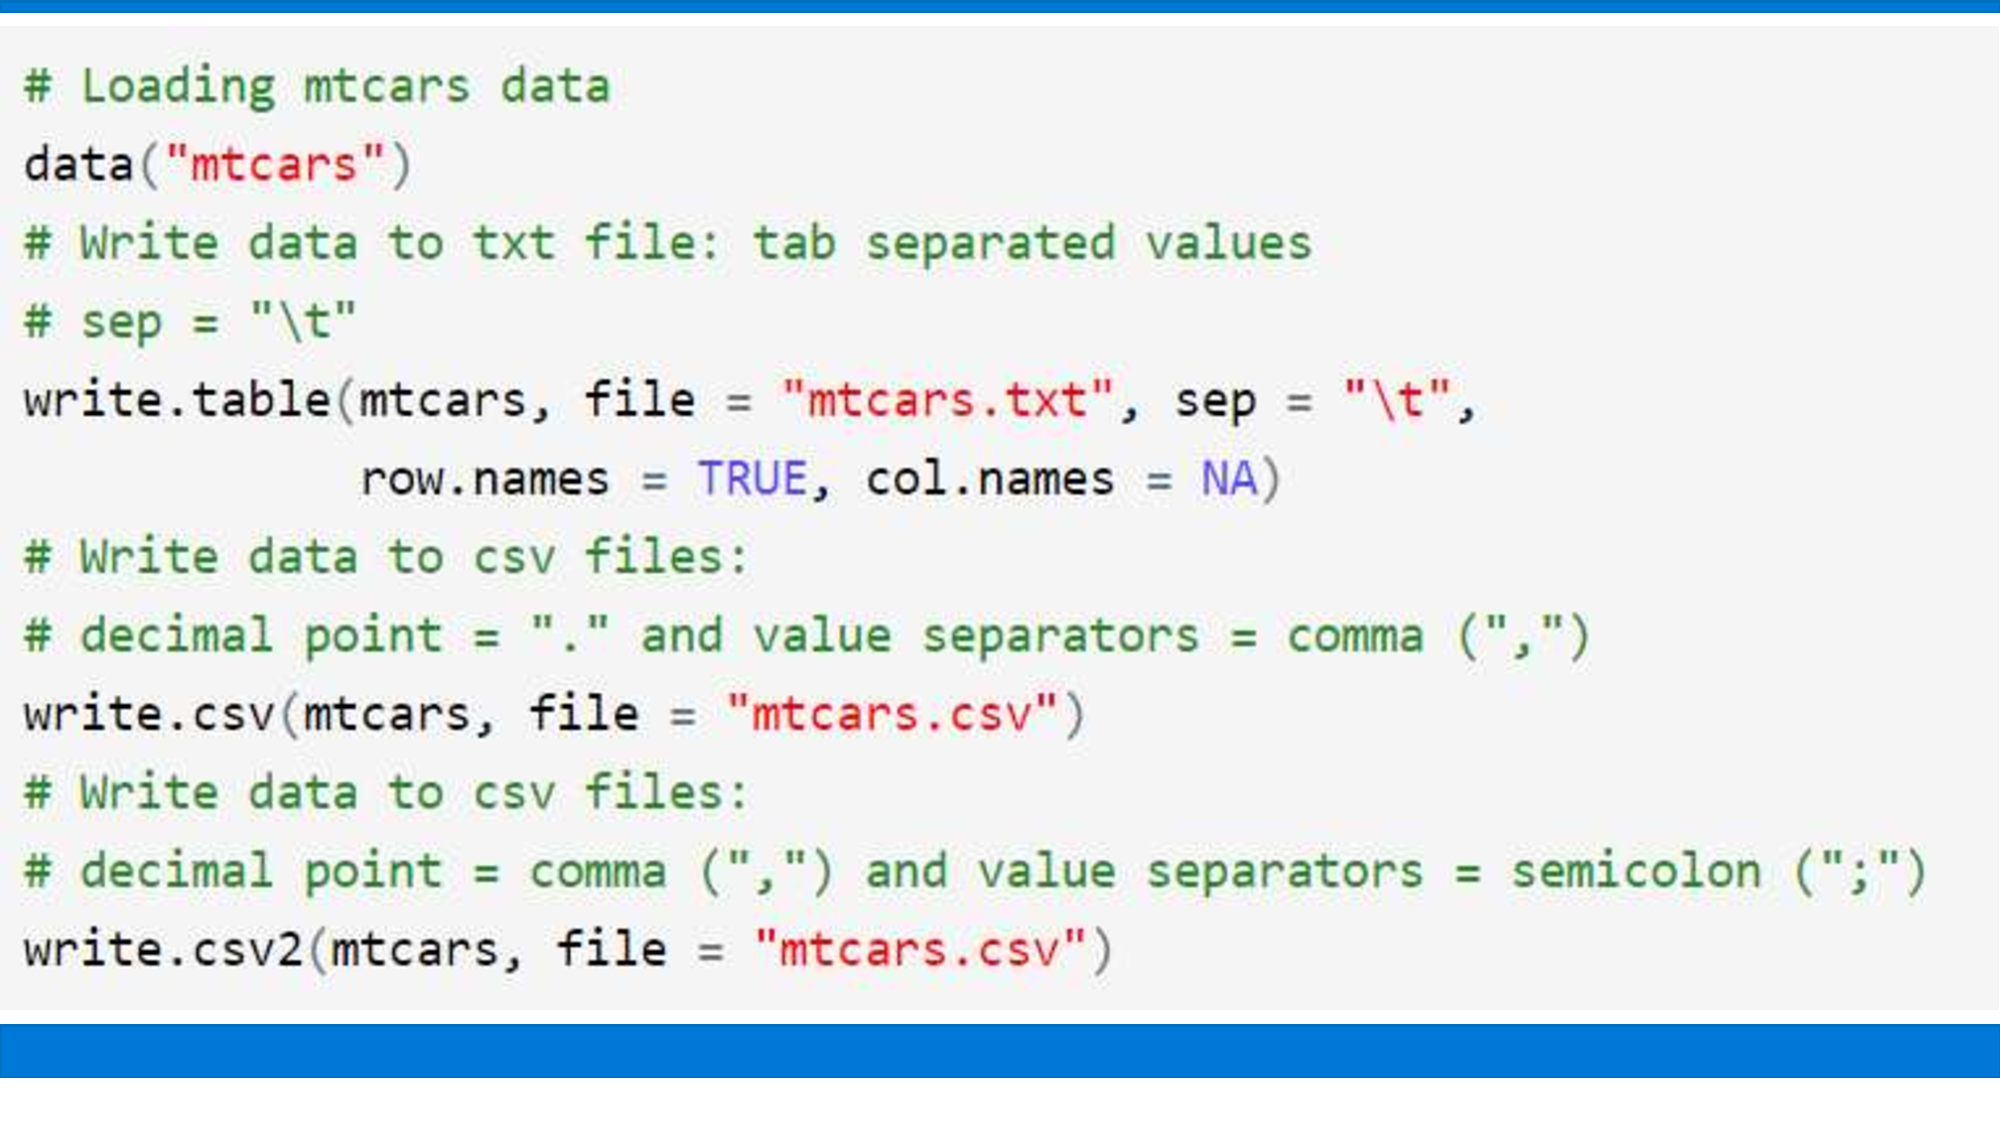 # Loading mtcars data
data("mtcars")
# Write data to txt file: tab separated values
# sep = "\t"
write.table(mtcars, file = "mtcars.txt", sep = "\t",
            row.names = TRUE, col.names = NA)
# Write data to csv files:
# decimal point = "." and value separators = comma (",")
write.csv(mtcars, file = "mtcars.csv")
# Write data to csv files:
# decimal point = comma (",") and value separators = semicolon (";")
write.csv2(mtcars, file = "mtcars.csv")